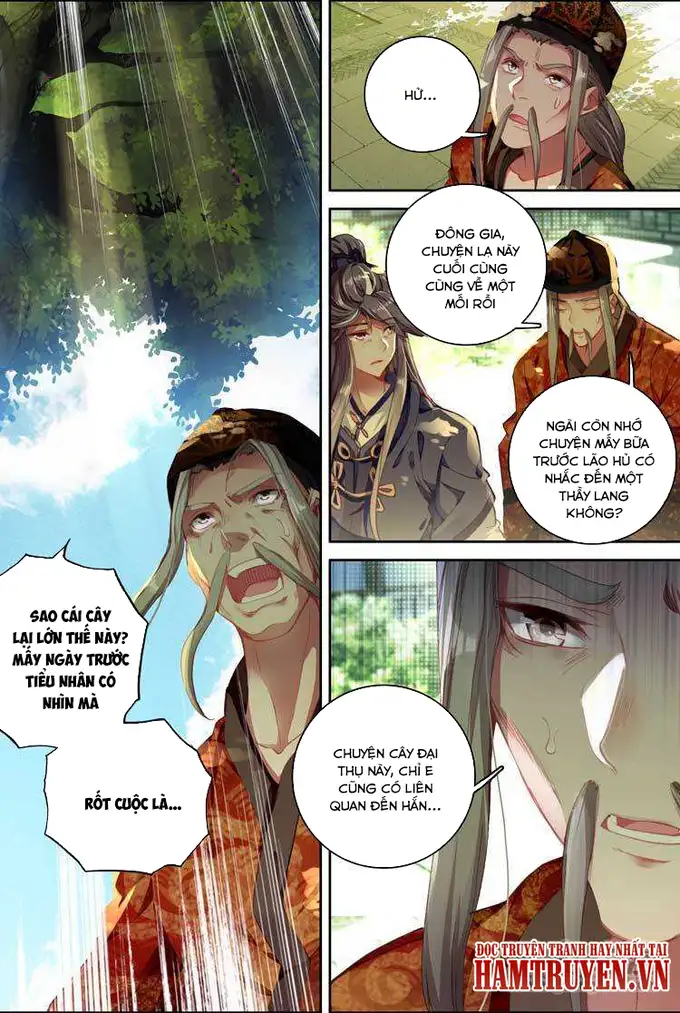 SAO CÁI CÂY
LẠI LỚN THẾ NÀY?
MẤY NGÀY TRƯỚC
TIỂU NHÂN CÓ
NHÌN MÀ
RỐT CUỘC LÀ...
HỬ...
ĐÔNG GIA,
CHUYỆN LẠ NÀY
CUỐI CÙNG
CŨNG VỀ MỘT
MỐI RỒI
NGÀI CÒN NHỚ
CHUYỆN MẤY BỮA
TRƯỚC LÃO HỦ CÓ
NHẮC ĐẾN MỘT
THẦY LANG
KHÔNG?
CHUYỆN CÂY ĐẠI
THỤ NÀY, CHỈ E
CŨNG CÓ LIÊN
QUAN ĐẾN HẮN...
ĐỌC TRUYỆN TRANH HAY NHẤT TẠI
HAMTRUYEN.VN